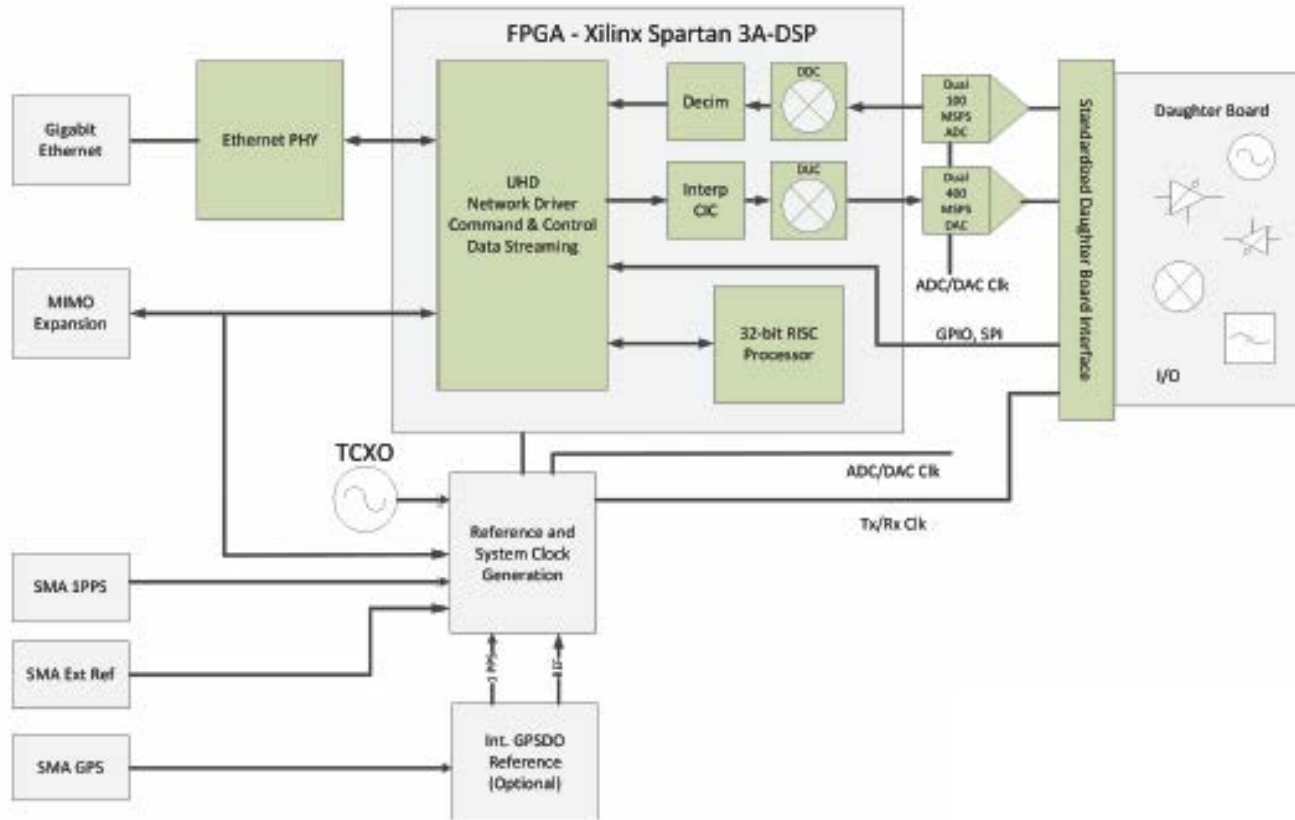 FPGA - Xilinx Spartan 3A-DSP
Gigabit
Ethernet
Ethernet PHY
UHD
Network Driver
Command & Control
Data Streaming
Decim
DDC
Dual
100
MSPS
ADC
Interp
CIC
DUC
Dual
400
MSPS
DAC
Standardized Daughter Board Interface
Daughter Board
I/O
MIMO
Expansion
32-bit RISC
Processor
ADC/DAC Clk
GPIO, SPI
TCXO
ADC/DAC Clk
Tx/Rx Clk
Reference and
System Clock
Generation
SMA 1PPS
SMA Ext Ref
1 PPS
REF
SMA GPS
Int. GPSDO
Reference
(Optional)